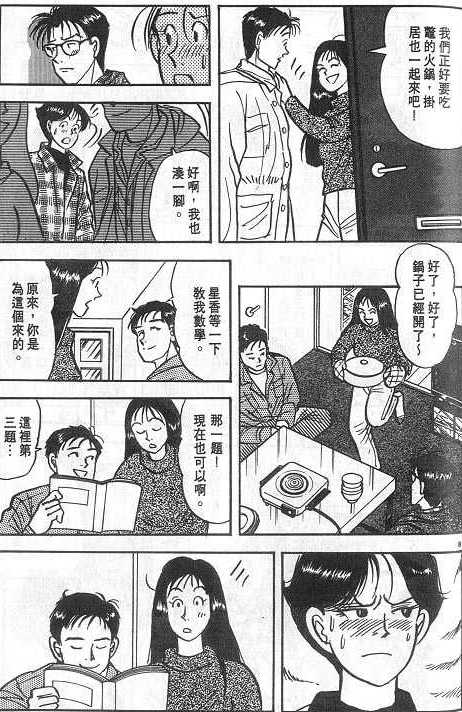 我們正好要吃
鼈的火鍋，掛
居也一起來吧！
好啊，我也
湊一腳。
好了，好了，
鍋子已經開了～
星香等一下
教我數學。
原來，你是
為這個來的。
那一題！
現在也可以啊。
這裡第
三題…